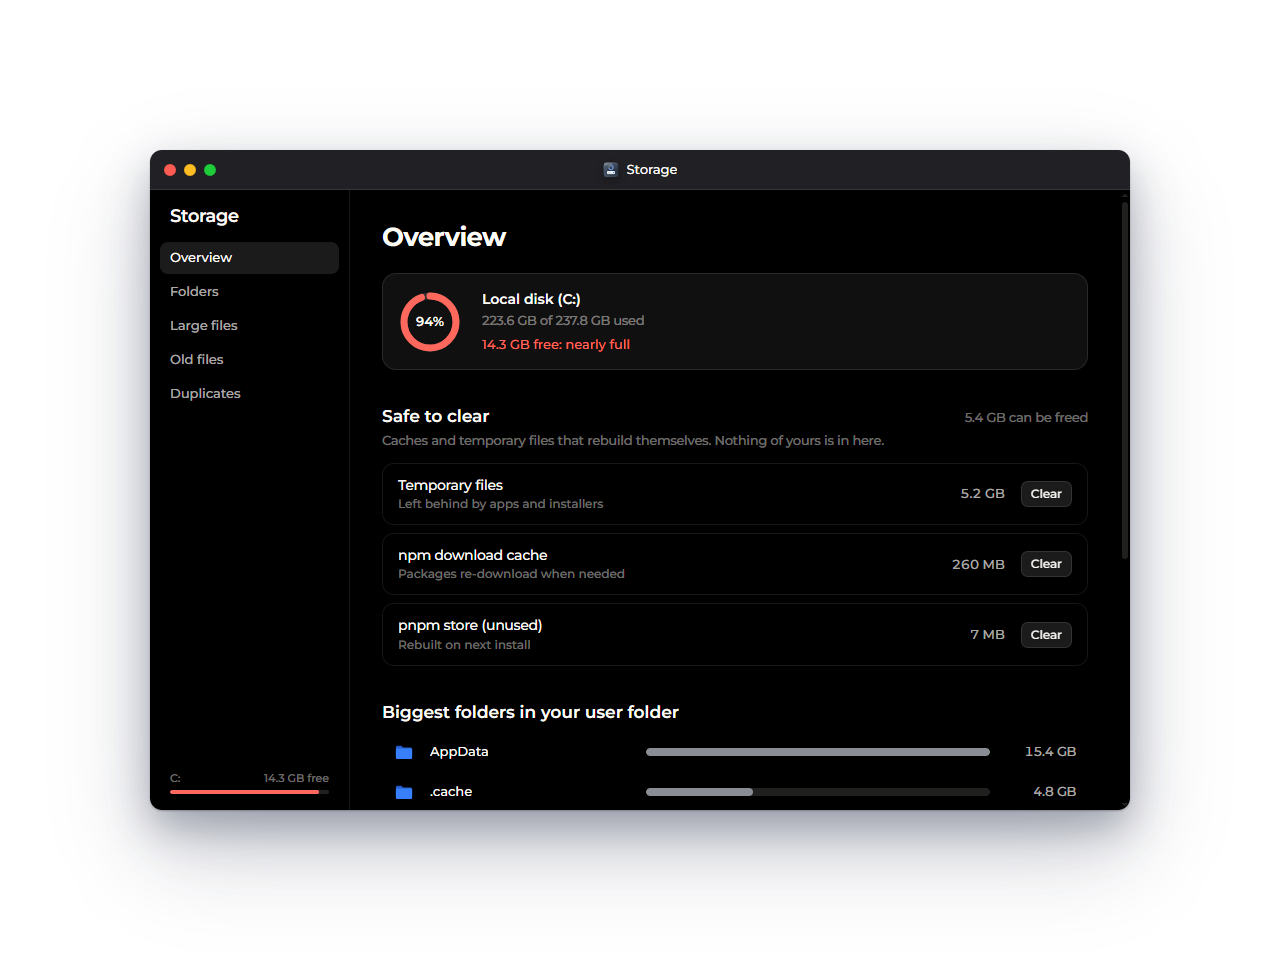 Storage
Storage
Overview
Folders
Large files
Old files
Duplicates
C: 14.3 GB free
Overview
94%
Local disk (C:)
223.6 GB of 237.8 GB used
14.3 GB free: nearly full
Safe to clear 5.4 GB can be freed
Caches and temporary files that rebuild themselves. Nothing of yours is in here.
Temporary files
Left behind by apps and installers
5.2 GB Clear
npm download cache
Packages re-download when needed
260 MB Clear
pnpm store (unused)
Rebuilt on next install
7 MB Clear
Biggest folders in your user folder
AppData 15.4 GB
.cache 4.8 GB